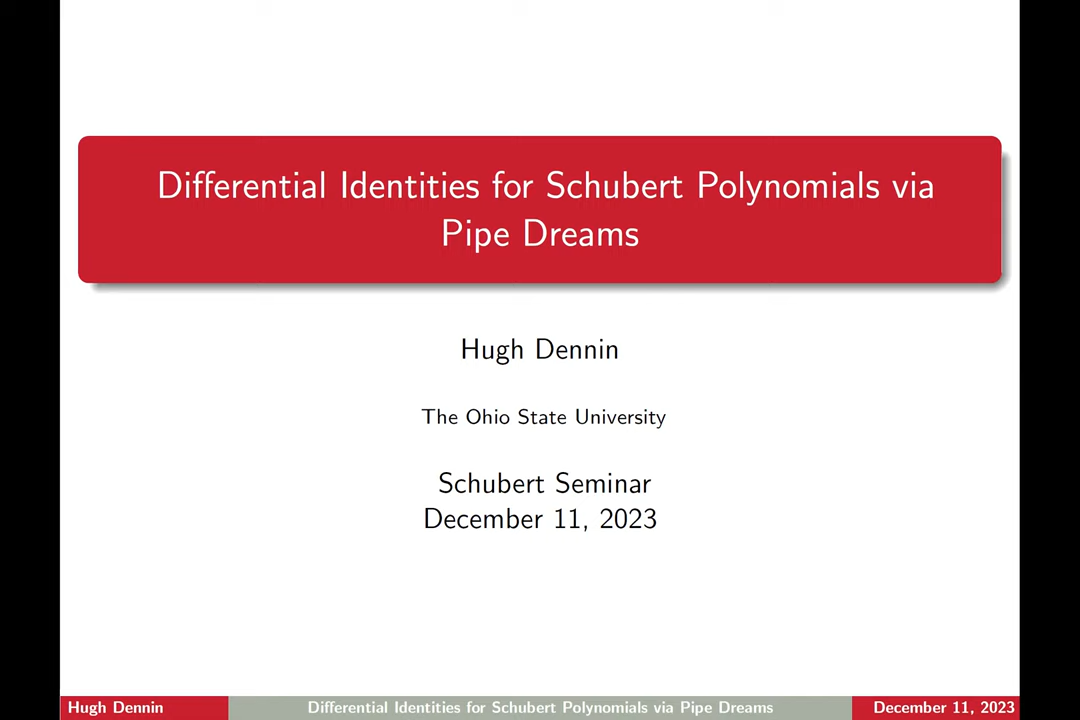 Differential Identities for Schubert Polynomials via
Pipe Dreams
Hugh Dennin
The Ohio State University
Schubert Seminar
December 11, 2023
Hugh Dennin
Differential Identities for Schubert Polynomials via Pipe Dreams
December 11, 2023